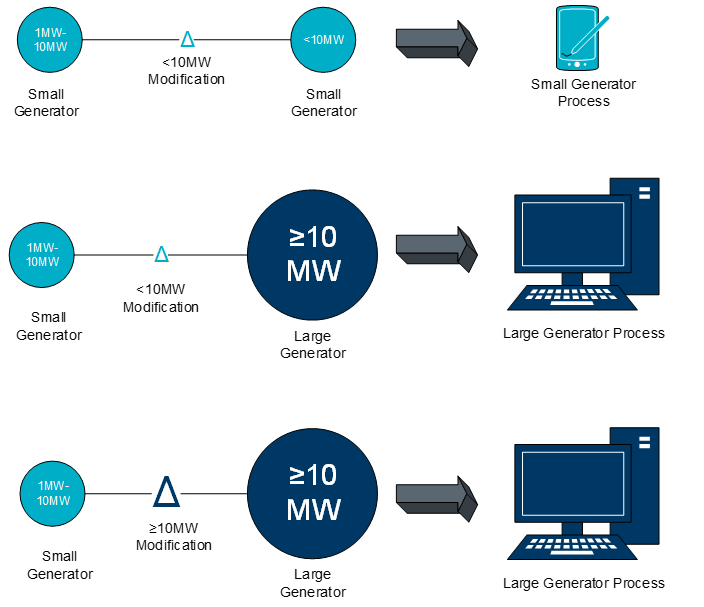 1MW-
10MW
Δ
<10MW
Modification
<10MW
Small
Generator
Small
Generator
Small Generator
Process
1MW-
10MW
Δ
<10MW
Modification
≥10
MW
Small
Generator
Large
Generator
Large Generator Process
1MW-
10MW
Δ
≥10MW
Modification
≥10
MW
Small
Generator
Large
Generator
Large Generator Process